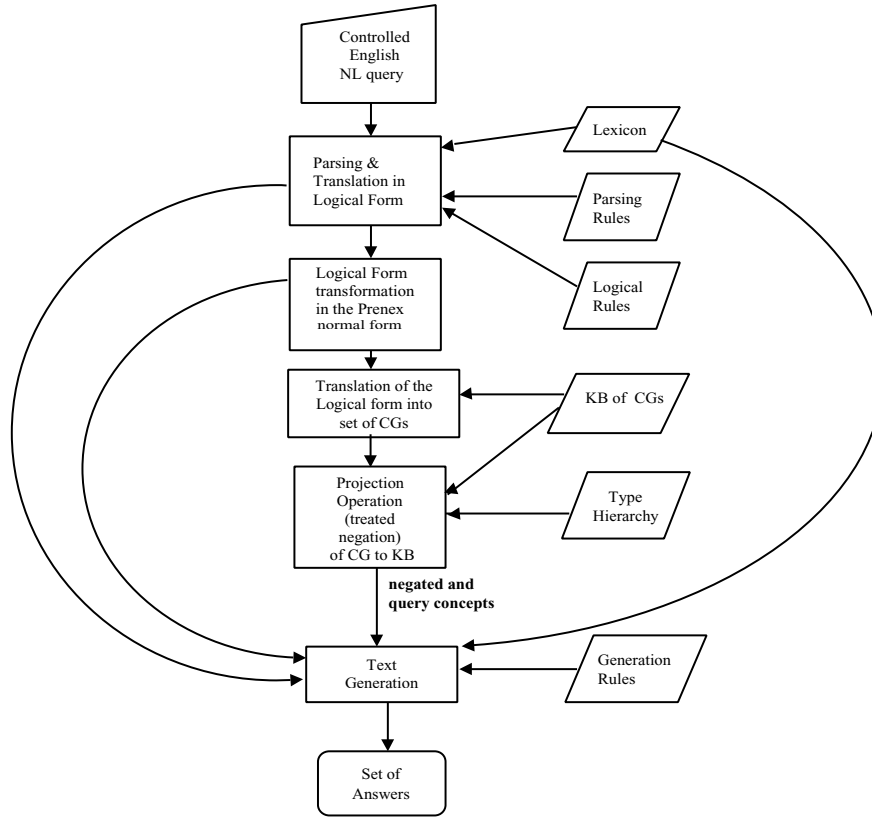 Controlled
English
NL query
Lexicon
Parsing &
Translation in
Logical Form
Parsing
Rules
Logical Form
transformation
in the Prenex
normal form
Logical
Rules
Translation of the
Logical form into
set of CGs
KB of CGs
Projection
Operation
(treated
negation)
of CG to KB
Type
Hierarchy
negated and
query concepts
Text
Generation
Generation
Rules
Set of
Answers